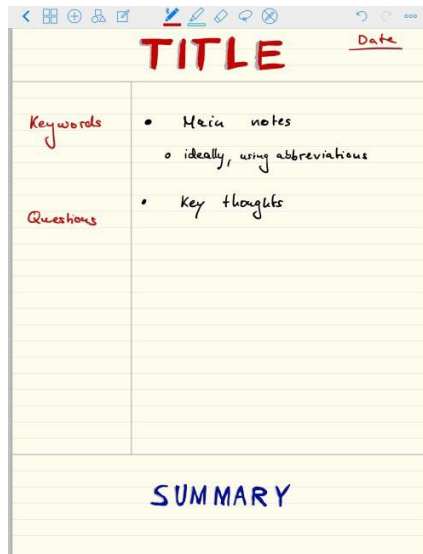 TITLE
Date
Keywords
• Main notes
o ideally, using abbreviations
• Key thoughts
Questions
SUMMARY